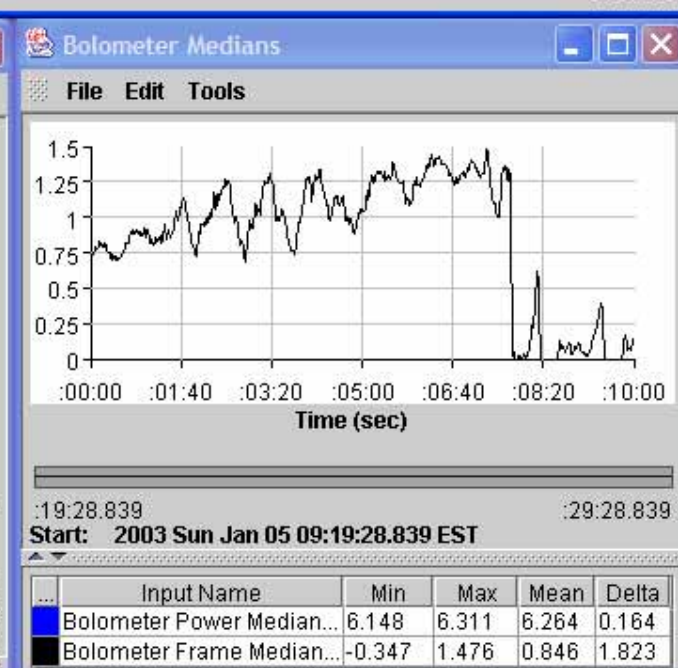 Bolometer Medians
File Edit Tools
1.5
1.25
1
0.75
0.5
0.25
0
:00:00 :01:40 :03:20 :05:00 :06:40 :08:20 :10:00
Time (sec)
:19:28.839 :29:28.839
Start: 2003 Sun Jan 05 09:19:28.839 EST
... Input Name Min Max Mean Delta
Bolometer Power Median... 6.148 6.311 6.264 0.164
Bolometer Frame Median... -0.347 1.476 0.846 1.823